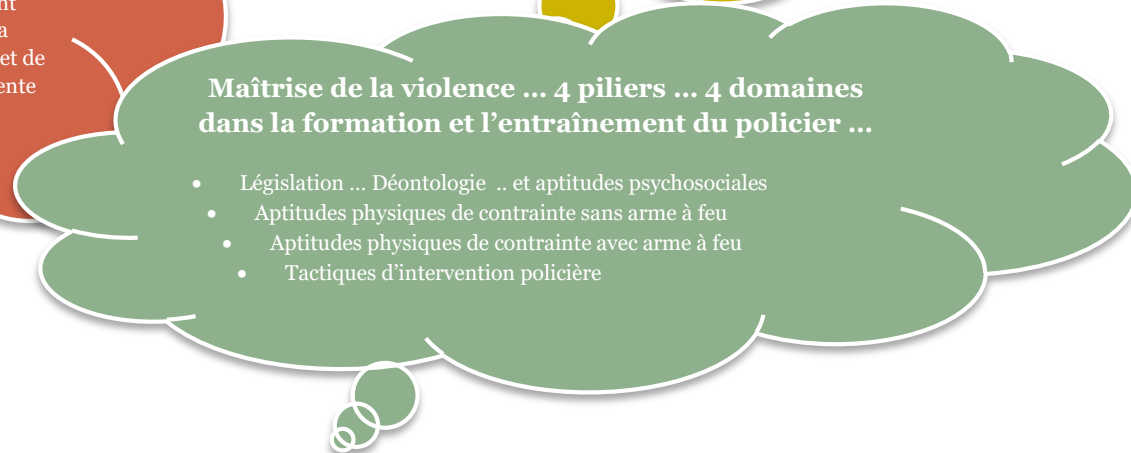 nt
a
et de
ente
Maîtrise de la violence … 4 piliers … 4 domaines
dans la formation et l’entraînement du policier …
• Législation … Déontologie .. et aptitudes psychosociales
• Aptitudes physiques de contrainte sans arme à feu
• Aptitudes physiques de contrainte avec arme à feu
• Tactiques d’intervention policière